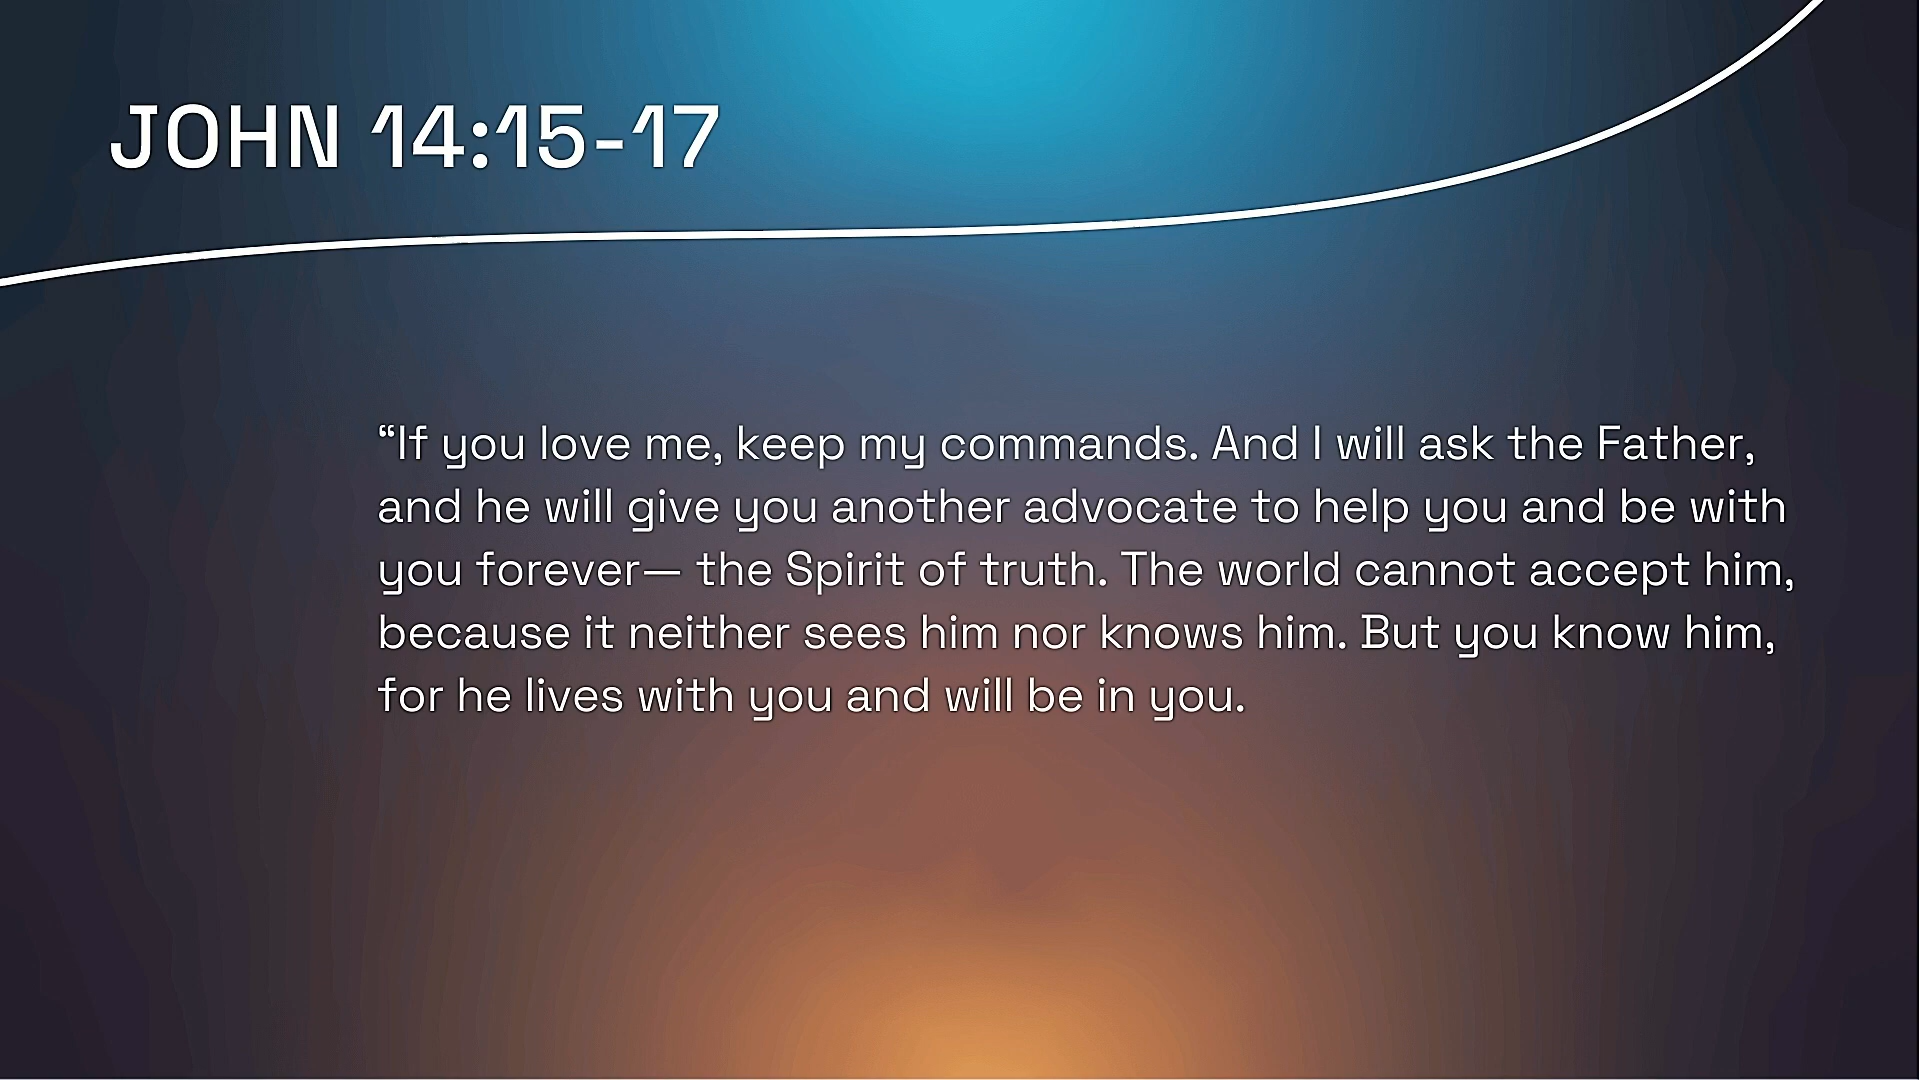 JOHN 14:15-17
“If you love me, keep my commands. And I will ask the Father,
and he will give you another advocate to help you and be with
you forever— the Spirit of truth. The world cannot accept him,
because it neither sees him nor knows him. But you know him,
for he lives with you and will be in you.